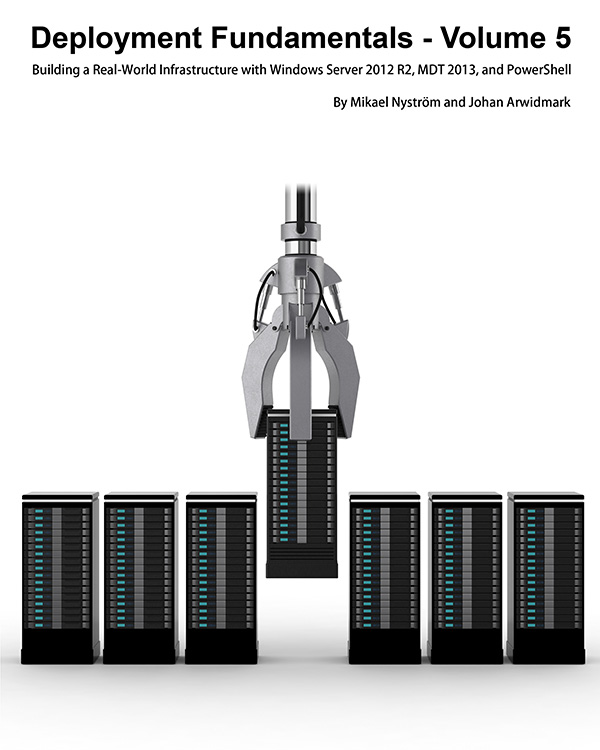 Deployment Fundamentals - Volume 5
Building a Real-World Infrastructure with Windows Server 2012 R2, MDT 2013, and PowerShell
By Mikael Nyström and Johan Arwidmark